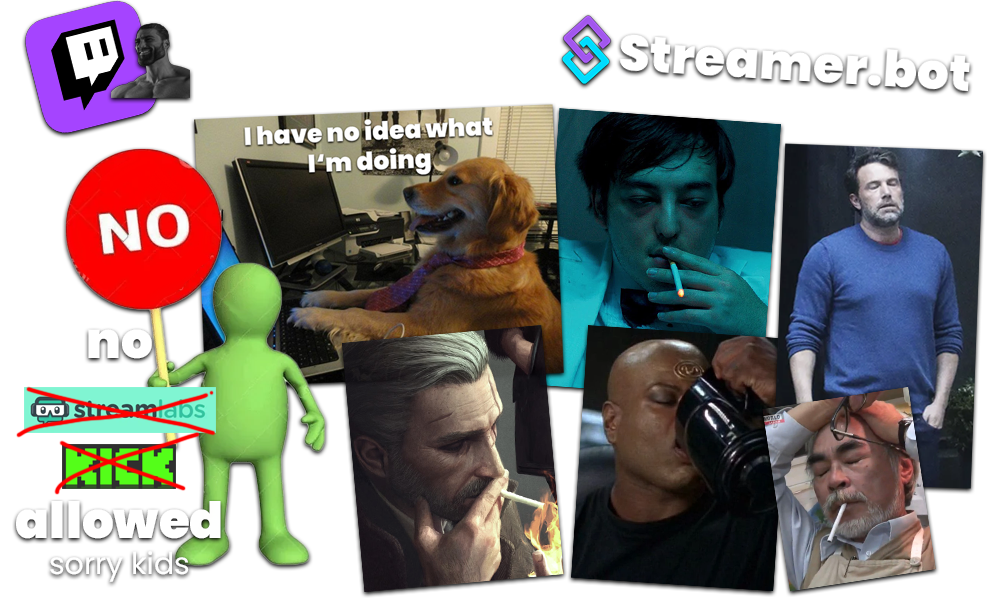 Streamer.bot
I have no idea what
I'm doing
NO
no
streamlabs
KICK
allowed
sorry kids